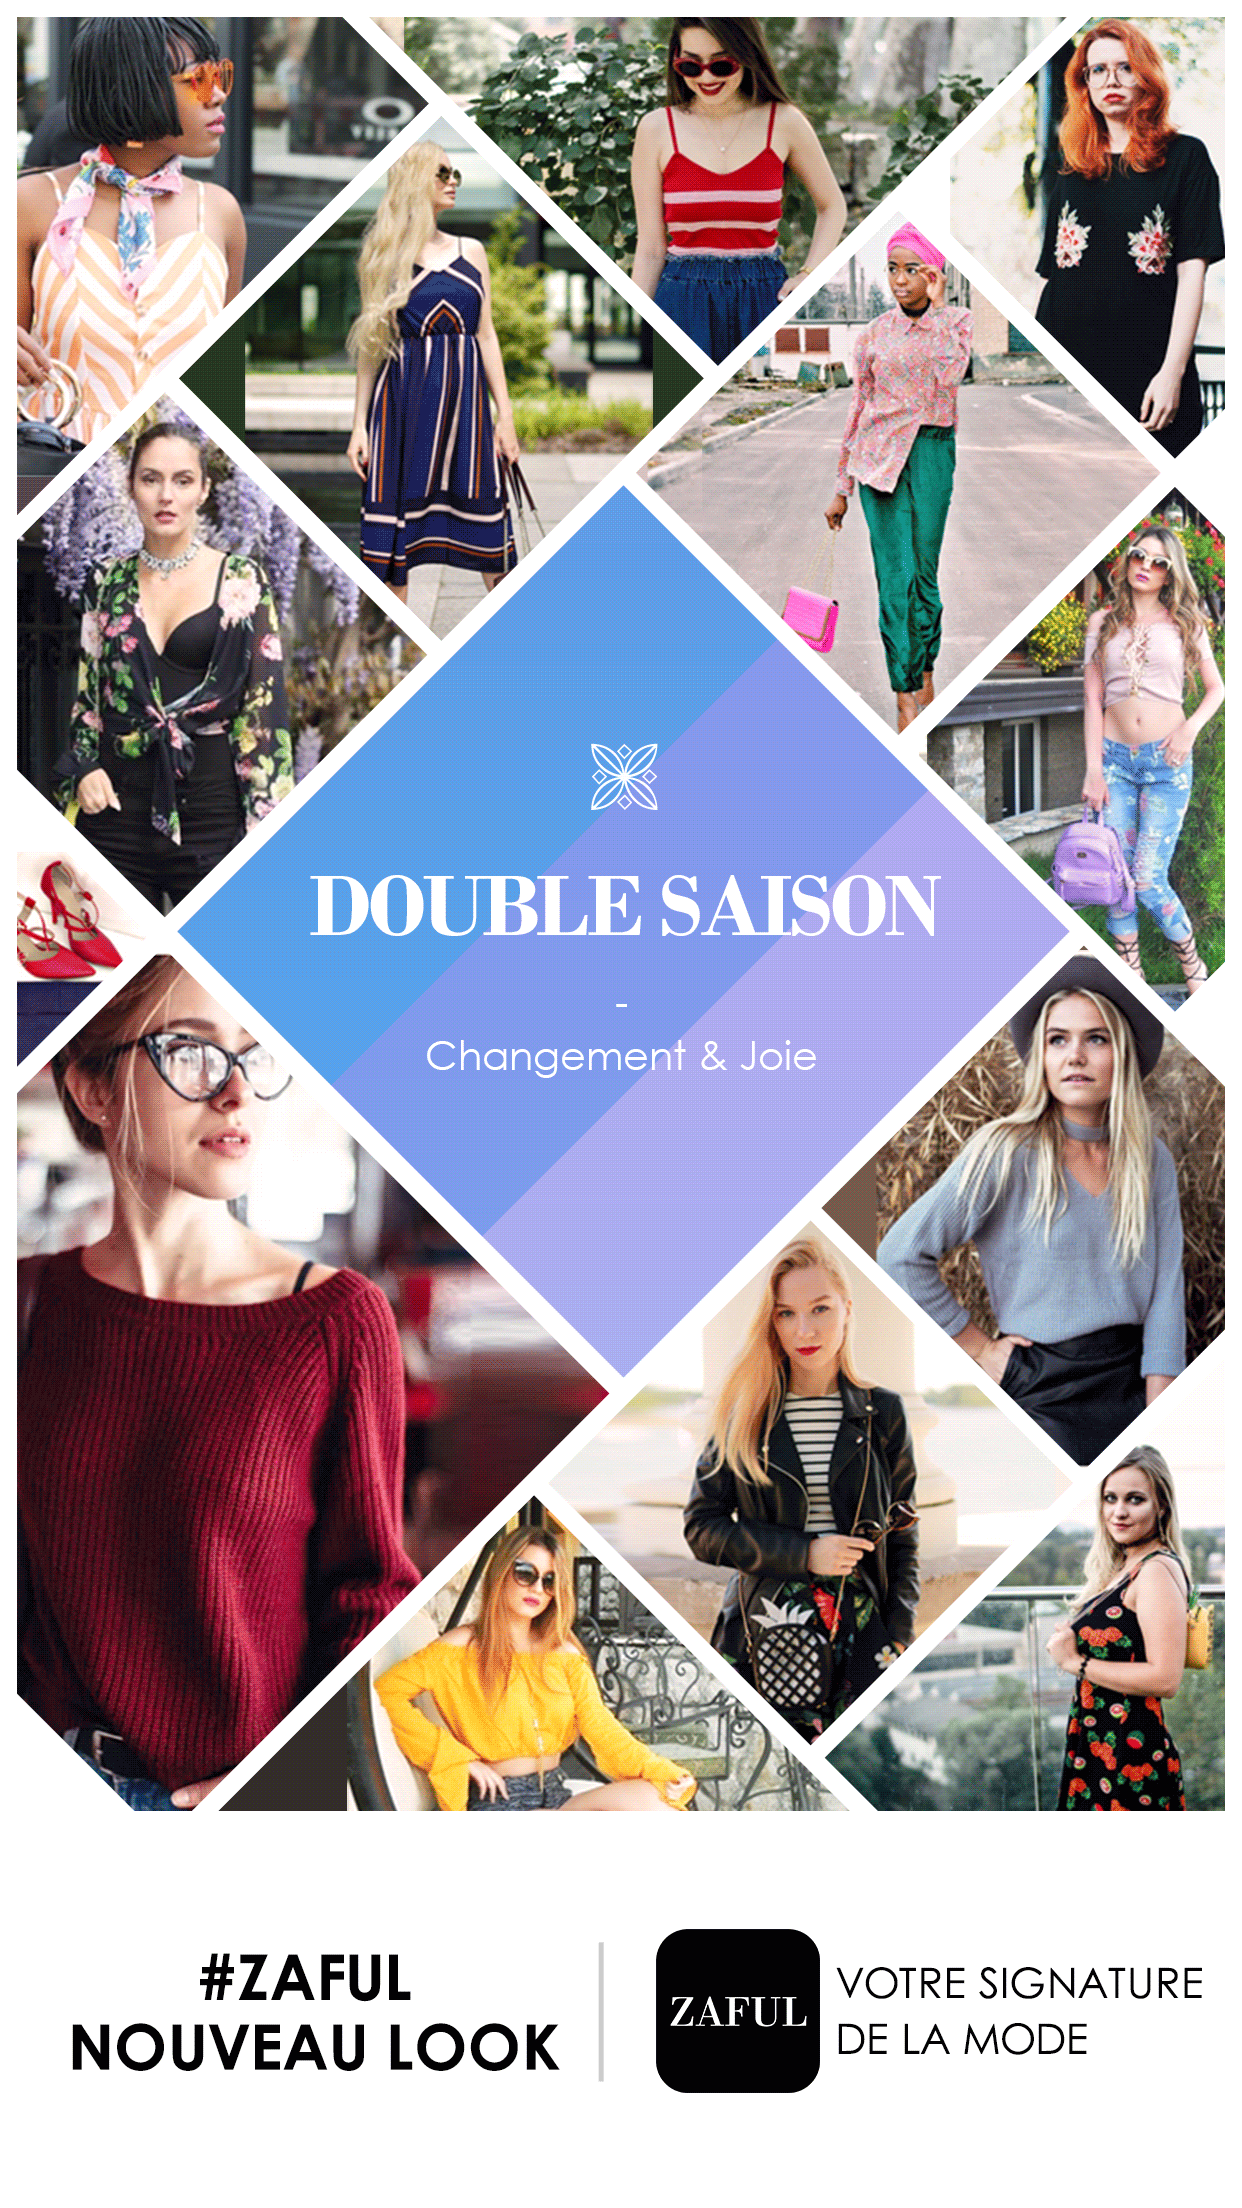 DOUBLE SAISON
-
Changement & Joie
#ZAFUL
NOUVEAU LOOK
ZAFUL
VOTRE SIGNATURE
DE LA MODE